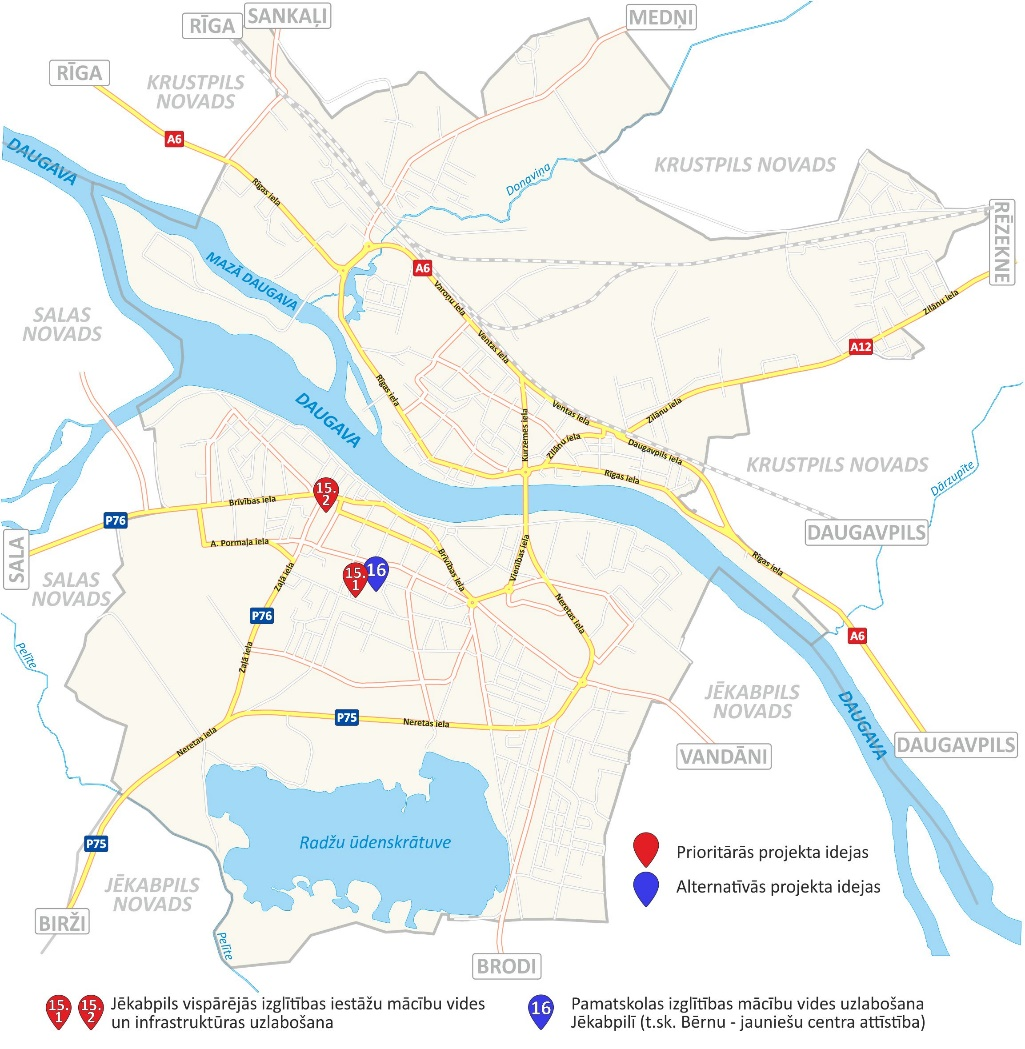 RĪGA
SANKAĻI
MEDŅI
RĪGA
KRUSTPILS
NOVADS
A6
DAUGAVA
Rīgas iela
KRUSTPILS NOVADS
Donaviņa
RĒZEKNE
MAZĀ DAUGAVA
A6
Varoņu iela
Zilānu iela
SALAS
NOVADS
Ventas iela
A12
Rīgas iela
DAUGAVA
Ventas iela
Zilānu iela
Kurzemes iela
Zilānu iela
Daugavpils iela
KRUSTPILS NOVADS
Rīgas iela
Dārzupīte
15.
2
Brīvības iela
P76
DAUGAVPILS
SALA
A. Pormaļa iela
Vienības iela
Brīvības iela
Rīgas iela
15.
1
16
Zaļā iela
SALAS
NOVADS
Neretas iela
P76
A6
Pelīte
Zaļā iela
JĒKABPILS
NOVADS
P75
Neretas iela
DAUGAVA
Neretas iela
VANDĀNI
DAUGAVPILS
P75
Radžu ūdenskrātuve
Prioritārās projekta idejas
Alternatīvās projekta idejas
JĒKABPILS
NOVADS
BIRŽI
Pelīte
BRODI
15.
1
15.
2
Jēkabpils vispārējās izglītības iestāžu mācību vides
un infrastruktūras uzlabošana
16
Pamatskolas izglītības mācību vides uzlabošana
Jēkabpilī (t.sk. Bērnu - jauniešu centra attīstība)